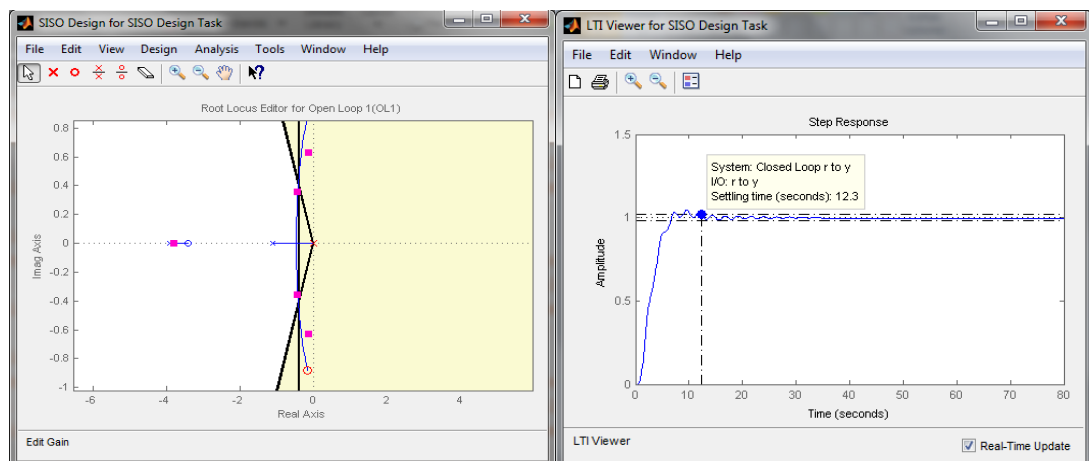 SISO Design for SISO Design Task
File Edit View Design Analysis Tools Window Help
Root Locus Editor for Open Loop 1(OL1)
0.8
0.6
0.4
0.2
0
-0.2
-0.4
-0.6
-0.8
-1
Imag Axis
-6 -4 -2 0 2 4
Real Axis
Edit Gain
LTI Viewer for SISO Design Task
File Edit Window Help
Step Response
1.5
1
0.5
0
Amplitude
System: Closed Loop r to y
I/O: r to y
Settling time (seconds): 12.3
0 10 20 30 40 50 60 70 80
Time (seconds)
LTI Viewer
Real-Time Update